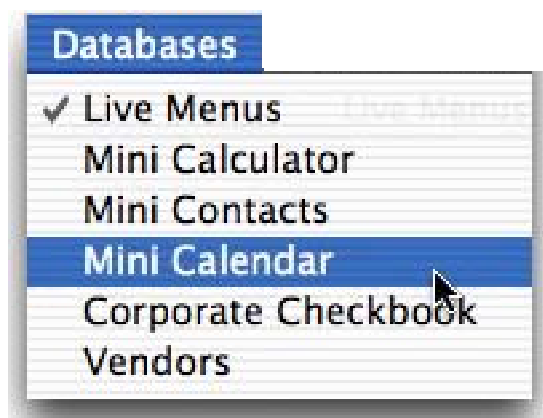 Databases
✓ Live Menus
Mini Calculator
Mini Contacts
Mini Calendar
Corporate Checkbook
Vendors